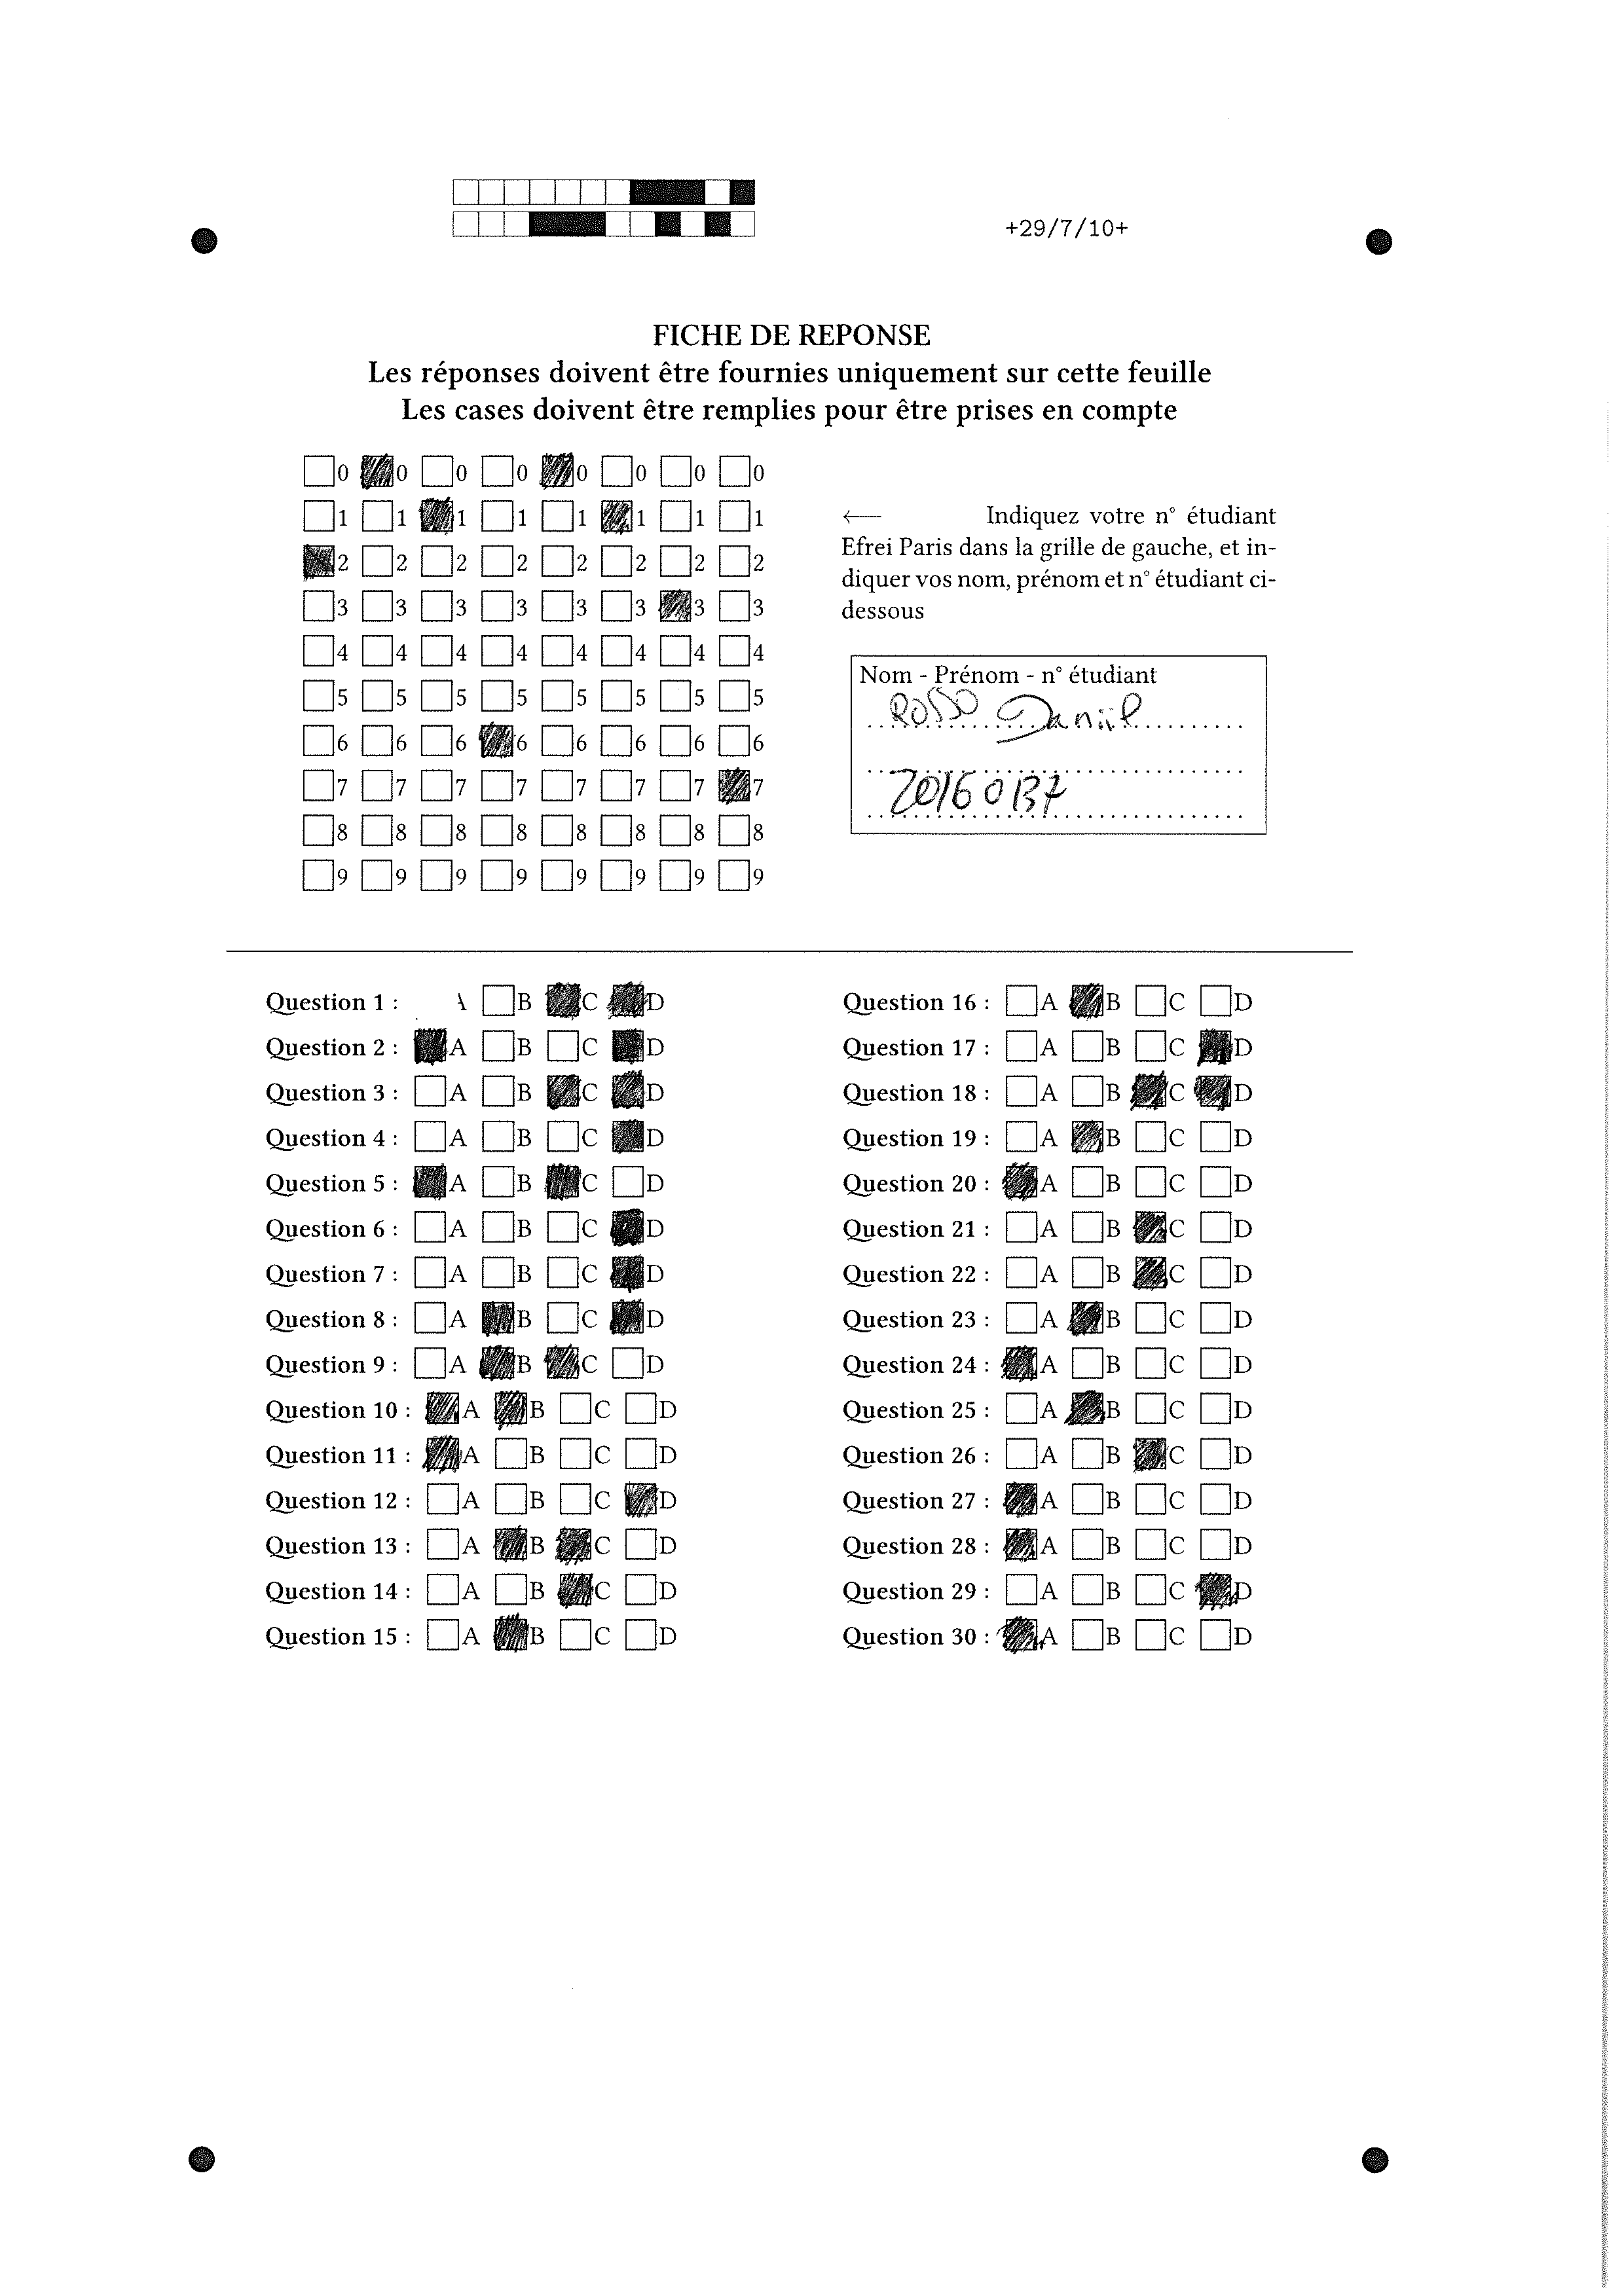 +29/7/10+
FICHE DE REPONSE
Les réponses doivent être fournies uniquement sur cette feuille
Les cases doivent être remplies pour être prises en compte
0 0 0 0 0 0 0 0
1 1 1 1 1 1 1 1
2 2 2 2 2 2 2 2
3 3 3 3 3 3 3 3
4 4 4 4 4 4 4 4
5 5 5 5 5 5 5 5
6 6 6 6 6 6 6 6
7 7 7 7 7 7 7 7
8 8 8 8 8 8 8 8
9 9 9 9 9 9 9 9
← Indiquez votre n° étudiant
Efrei Paris dans la grille de gauche, et in-
diquer vos nom, prénom et n° étudiant ci-
dessous
Nom - Prénom - n° étudiant
ROSSO Daniil
20160137
Question 1 : B C D
Question 2 : A B C D
Question 3 : A B C D
Question 4 : A B C D
Question 5 : A B C D
Question 6 : A B C D
Question 7 : A B C D
Question 8 : A B C D
Question 9 : A B C D
Question 10 : A B C D
Question 11 : A B C D
Question 12 : A B C D
Question 13 : A B C D
Question 14 : A B C D
Question 15 : A B C D
Question 16 : A B C D
Question 17 : A B C D
Question 18 : A B C D
Question 19 : A B C D
Question 20 : A B C D
Question 21 : A B C D
Question 22 : A B C D
Question 23 : A B C D
Question 24 : A B C D
Question 25 : A B C D
Question 26 : A B C D
Question 27 : A B C D
Question 28 : A B C D
Question 29 : A B C D
Question 30 : A B C D